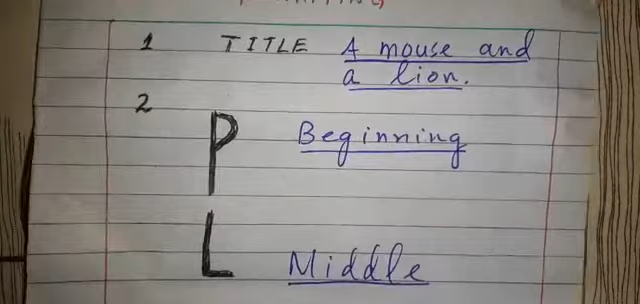 1 TITLE A mouse and
a lion.
2
P Beginning
L Middle